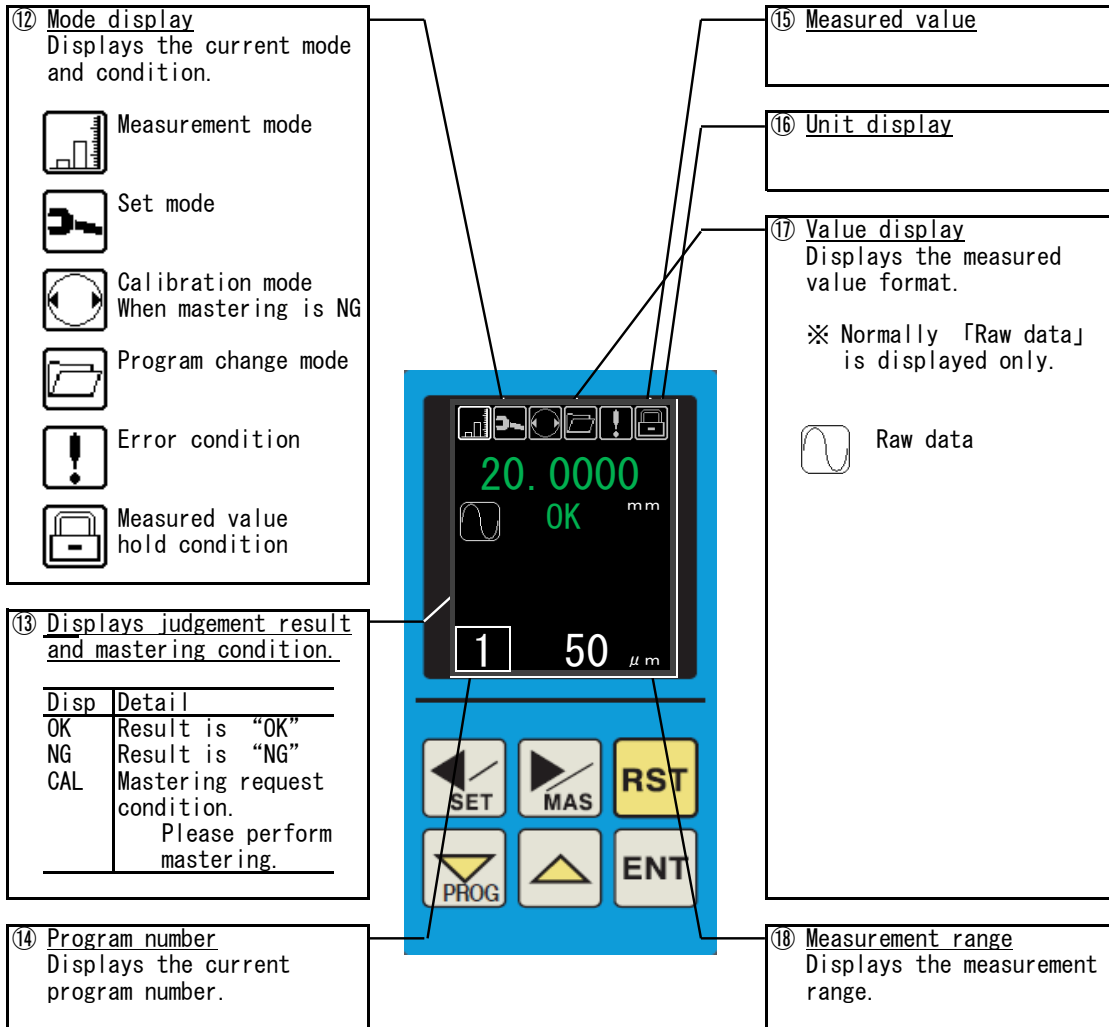 ⑫ Mode display
Displays the current mode
and condition.
Measurement mode
Set mode
Calibration mode
When mastering is NG
Program change mode
Error condition
Measured value
hold condition
⑬ Displays judgement result
and mastering condition.
Disp Detail
OK Result is “OK”
NG Result is “NG”
CAL Mastering request
condition.
Please perform
mastering.
⑭ Program number
Displays the current
program number.
20.0000
OK mm
1 50 μm
SET
MAS
RST
PROG
ENT
⑮ Measured value
⑯ Unit display
⑰ Value display
Displays the measured
value format.
※ Normally 「Raw data」
is displayed only.
Raw data
⑱ Measurement range
Displays the measurement
range.